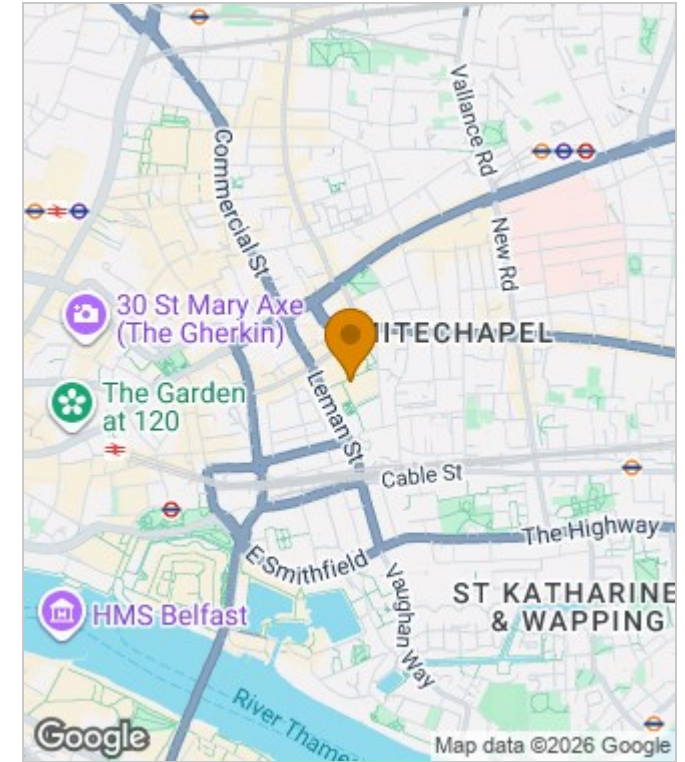 Vallance Rd
Commercial St
New Rd
30 St Mary Axe
(The Gherkin)
ITECHAPEL
The Garden
at 120
Leman St
Cable St
The Highway
E Smithfield
ST KATHARINE
& WAPPING
Vaughan Way
HMS Belfast
River Thame
Google
Map data ©2026 Google